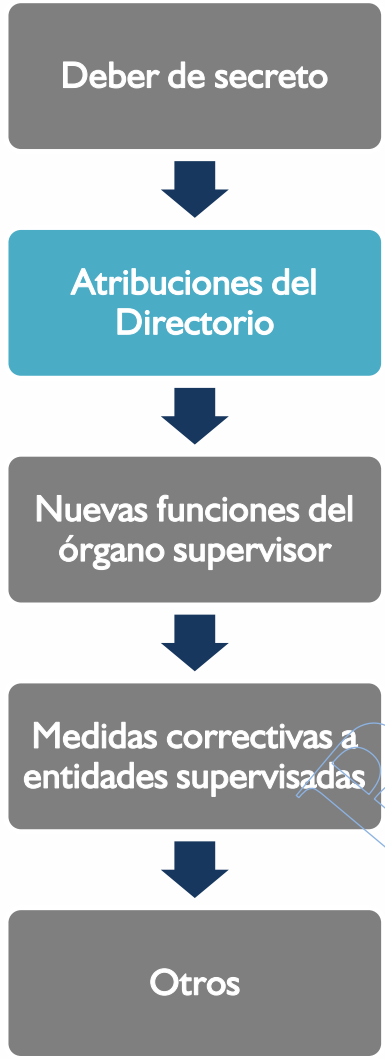 Deber de secreto
Atribuciones del
Directorio
Nuevas funciones del
órgano supervisor
Medidas correctivas a
entidades supervisadas
Otros